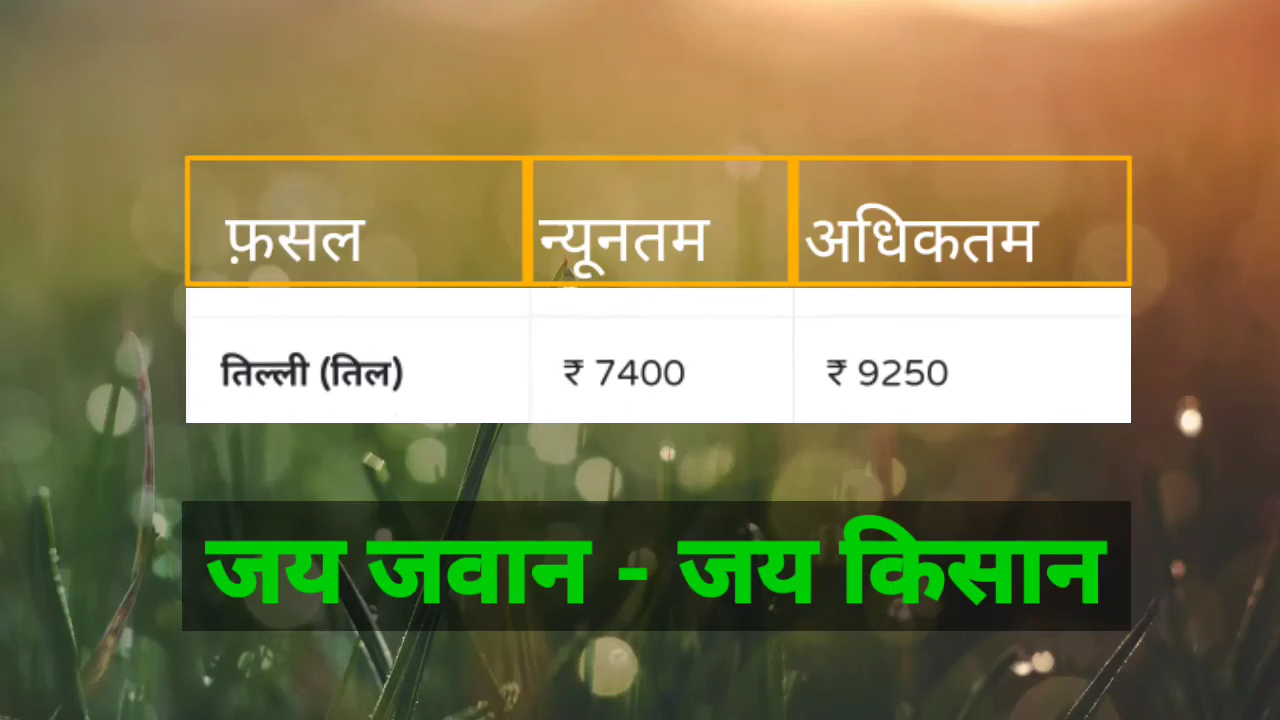 फ़सल न्यूनतम अधिकतम
तिल्ली (तिल) ₹ 7400 ₹ 9250
जय जवान - जय किसान